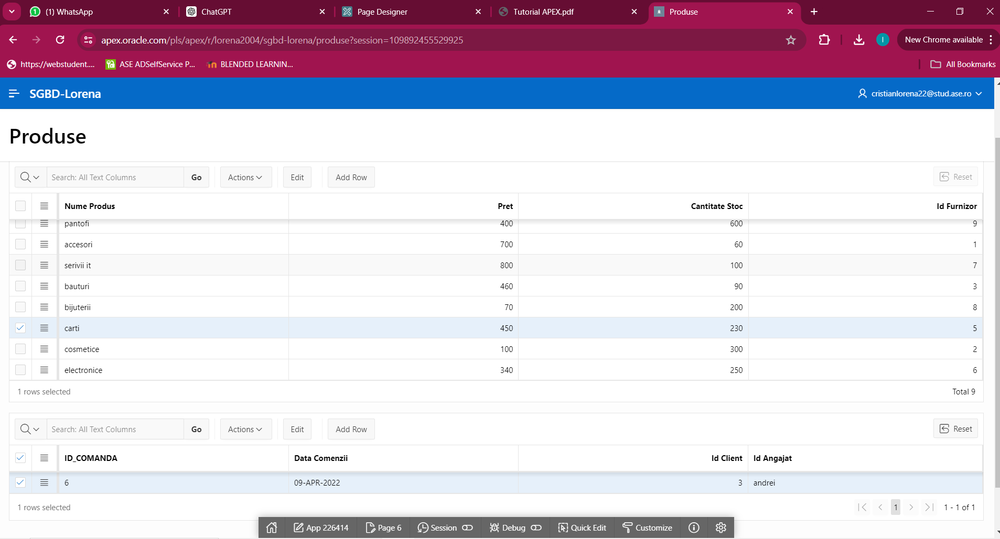 (1) WhatsApp
ChatGPT
Page Designer
Tutorial APEX.pdf
Produse
apex.oracle.com/pls/apex/r/lorena2004/sgbd-lorena/produse?session=109892455529925
I
New Chrome available
https://webstudent....
ASE ADSelfService P...
BLENDED LEARNIN...
All Bookmarks
SGBD-Lorena
cristianlorena22@stud.ase.ro
Produse
Search: All Text Columns Go Actions Edit Add Row Reset
Nume Produs Pret Cantitate Stoc Id Furnizor
pantofi 400 600 9
accesori 700 60 1
serivii it 800 100 7
bauturi 460 90 3
bijuterii 70 200 8
carti 450 230 5
cosmetice 100 300 2
electronice 340 250 6
1 rows selected Total 9
Search: All Text Columns Go Actions Edit Add Row Reset
ID_COMANDA Data Comenzii Id Client Id Angajat
6 09-APR-2022 3 andrei
1 rows selected 1 1 - 1 of 1
App 226414 Page 6 Session Debug Quick Edit Customize